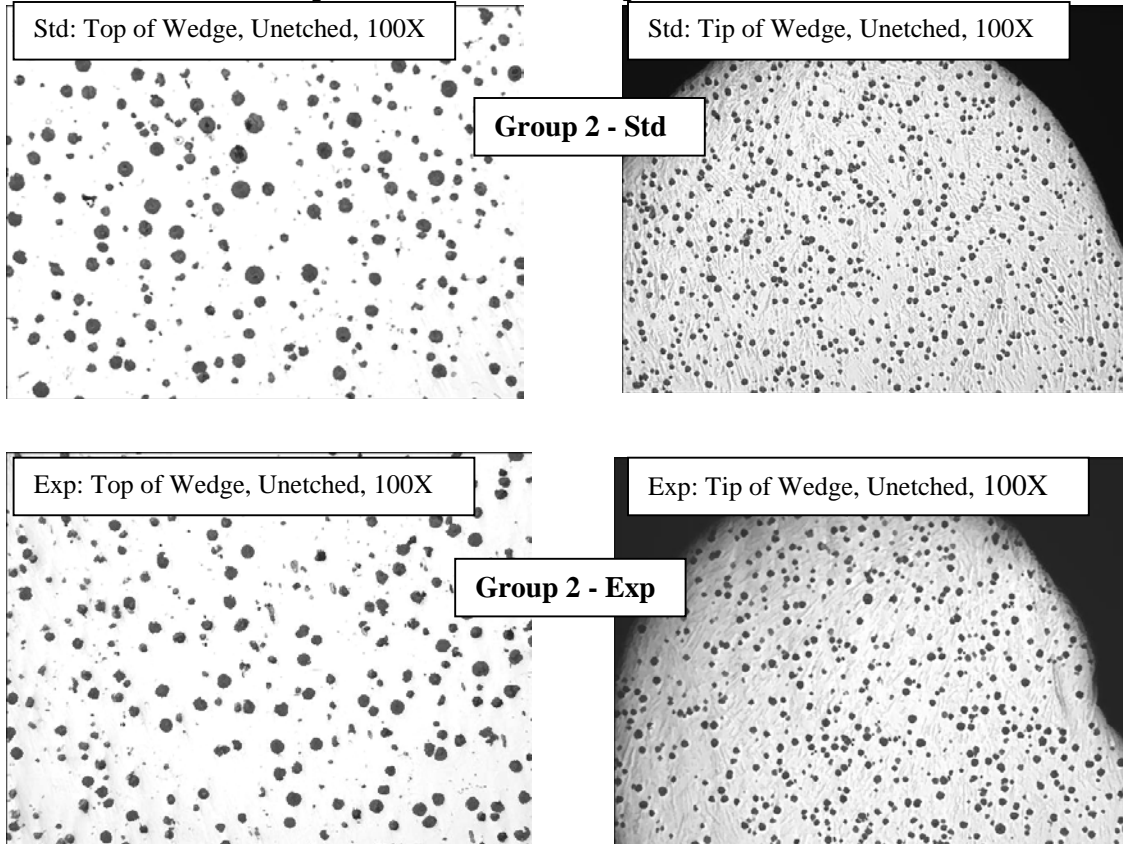 Std: Top of Wedge, Unetched, 100X
Std: Tip of Wedge, Unetched, 100X
Group 2 - Std
Exp: Top of Wedge, Unetched, 100X
Exp: Tip of Wedge, Unetched, 100X
Group 2 - Exp